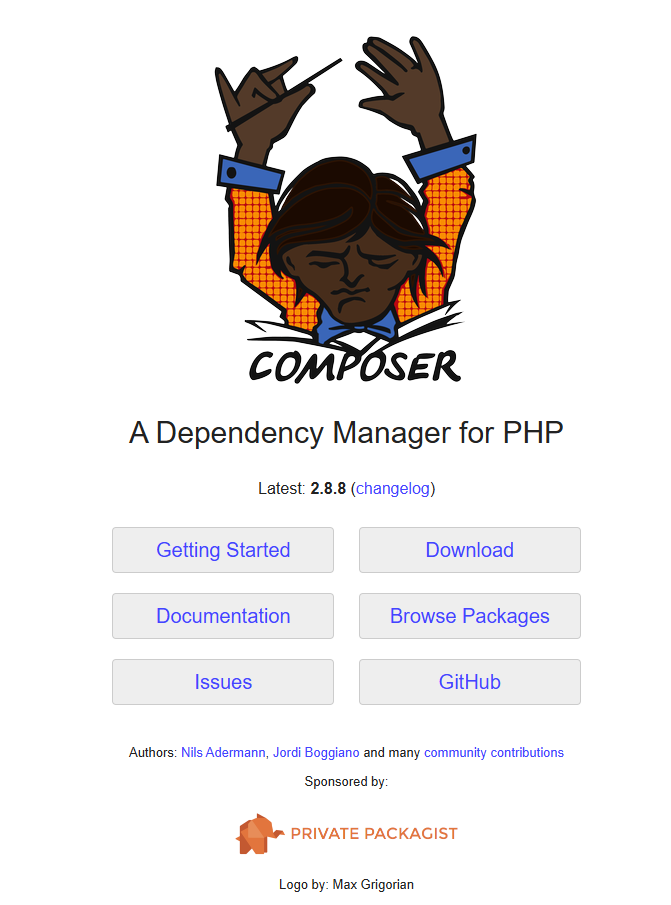 COMPOSER
A Dependency Manager for PHP
Latest: 2.8.8 (changelog)
Getting Started
Download
Documentation
Browse Packages
Issues
GitHub
Authors: Nils Adermann, Jordi Boggiano and many community contributions
Sponsored by:
PRIVATE PACKAGIST
Logo by: Max Grigorian